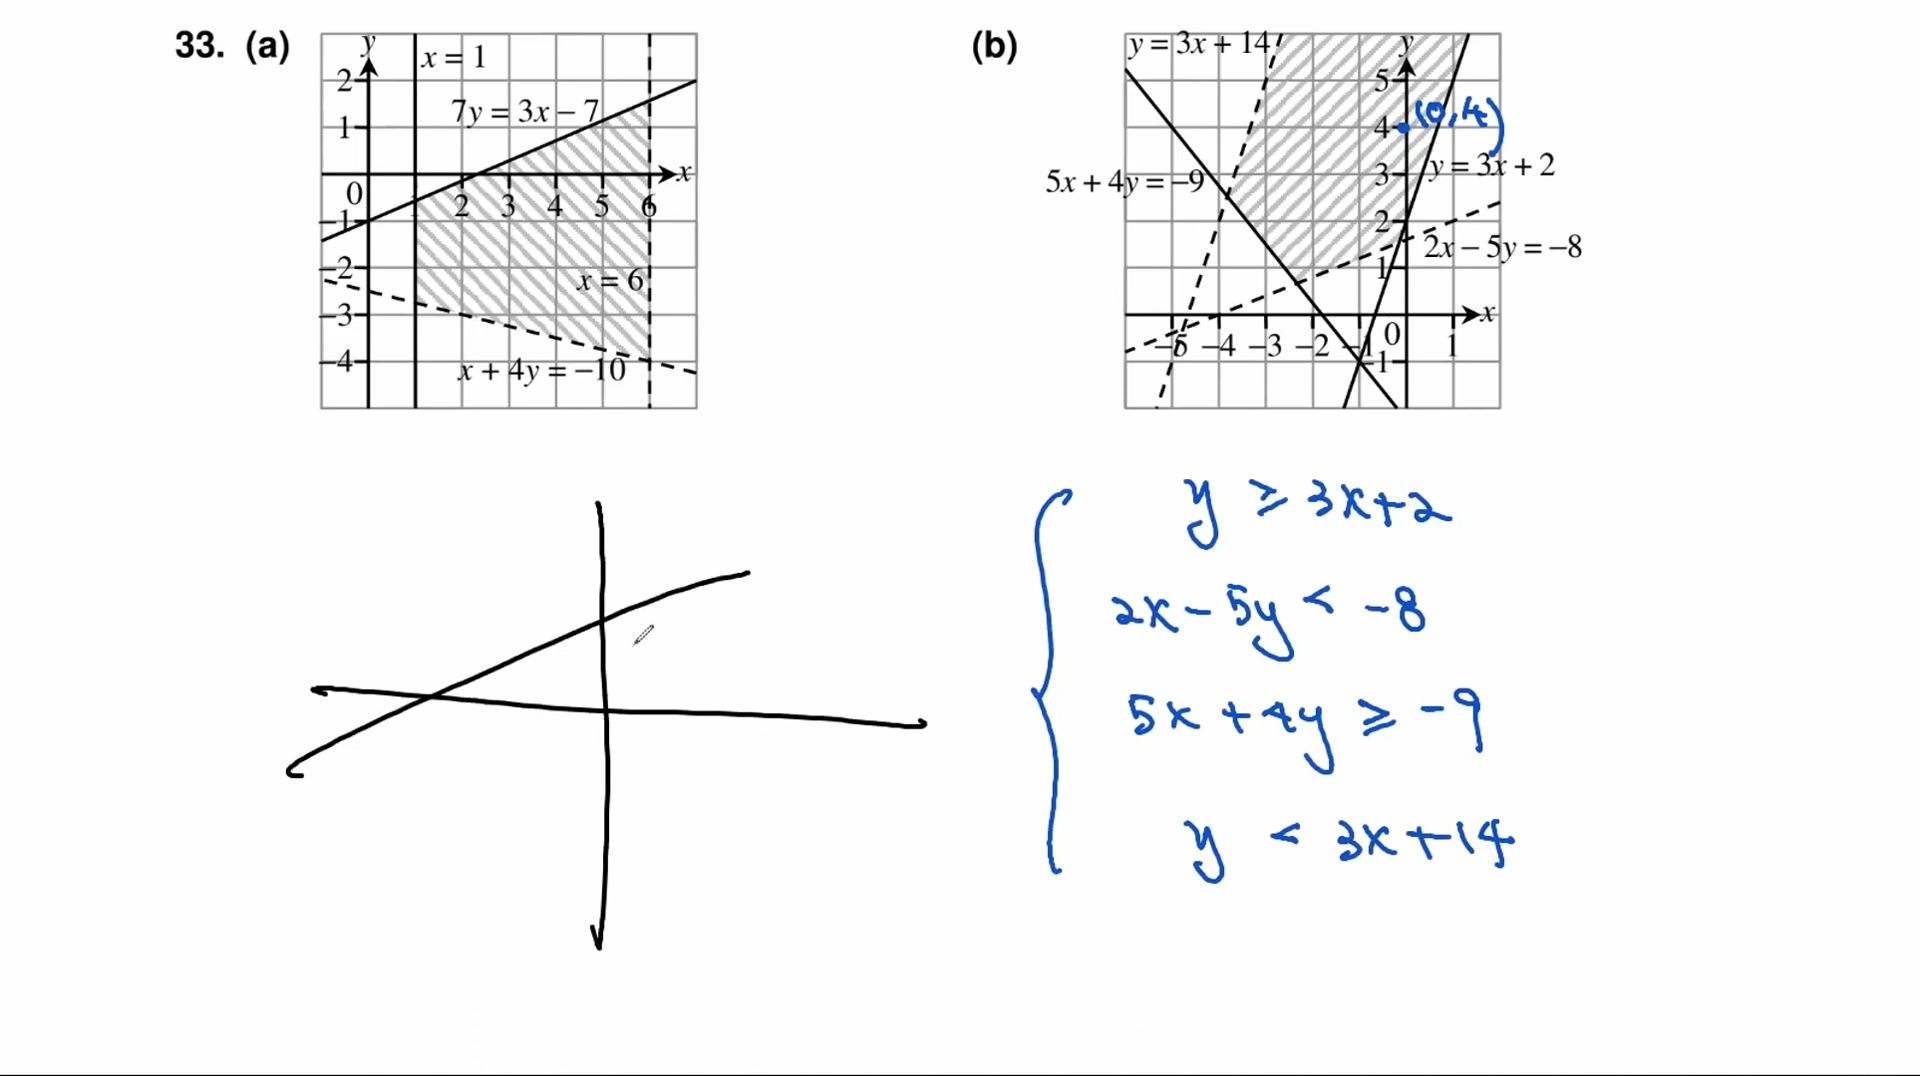 33. (a)
y
x = 1
2
7y = 3x – 7
1
x
0
2 3 4 5 6
–1
–2
x = 6
–3
–4
x + 4y = –10
(b)
y = 3x + 14
y
5
(0,4)
4
y = 3x + 2
5x + 4y = –9
3
2
2x – 5y = –8
1
x
–5 –4 –3 –2 –1 0 1
–1
y ≥ 3x+2
2x – 5y < –8
5x + 4y ≥ –9
y < 3x+14